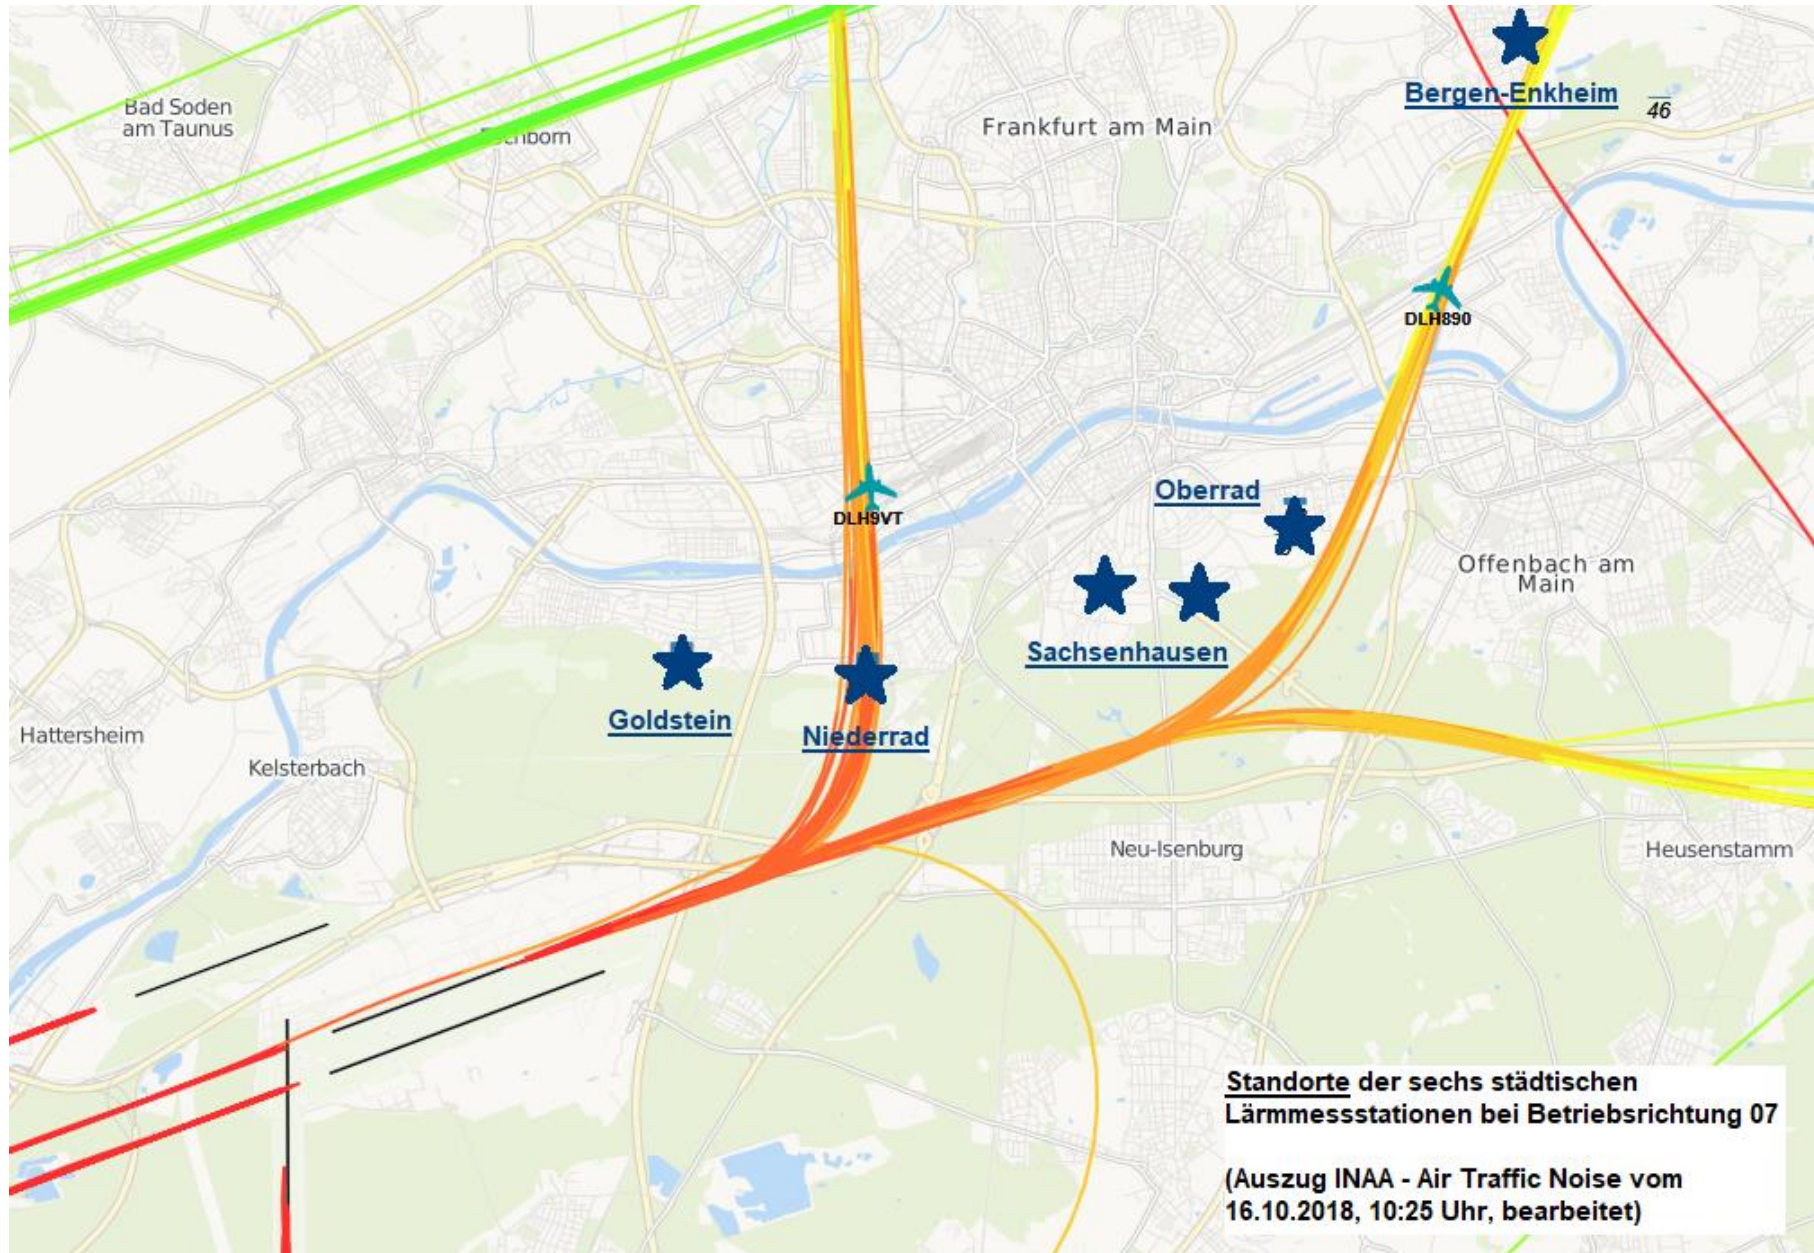 Bergen-Enkheim
46
Bad Soden
am Taunus
Frankfurt am Main
DLH890
Oberrad
DLH9VT
Offenbach am
Main
Sachsenhausen
Goldstein
Niederrad
Hattersheim
Kelsterbach
Neu-Isenburg
Heusenstamm
Standorte der sechs städtischen
Lärmmessstationen bei Betriebsrichtung 07
(Auszug INAA - Air Traffic Noise vom
16.10.2018, 10:25 Uhr, bearbeitet)